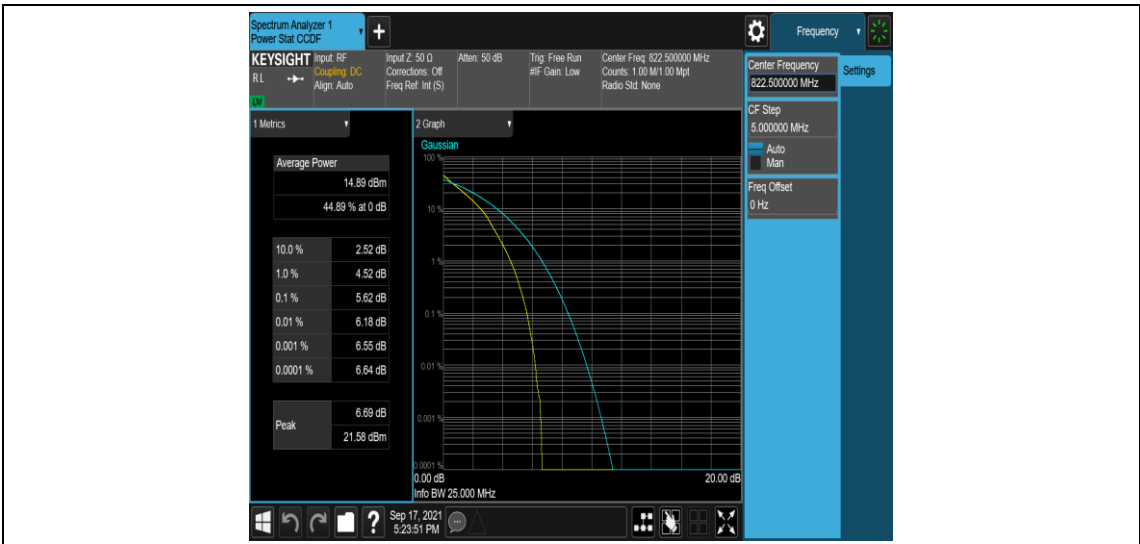 Spectrum Analyzer 1
Power Stat CCDF
+
Frequency
KEYSIGHT
RL
LXI
Input: RF
Coupling: DC
Align: Auto
Input Z: 50 Ω
Corrections: Off
Freq Ref: Int (S)
Atten: 50 dB
Trig: Free Run
#IF Gain: Low
Center Freq: 822.500000 MHz
Counts: 1.00 M/1.00 Mpt
Radio Std: None
Center Frequency
822.500000 MHz
Settings
CF Step
5.000000 MHz
Auto
Man
Freq Offset
0 Hz
1 Metrics
Average Power
14.89 dBm
44.89 % at 0 dB
10.0 % 2.52 dB
1.0 % 4.52 dB
0.1 % 5.62 dB
0.01 % 6.18 dB
0.001 % 6.55 dB
0.0001 % 6.64 dB
Peak
6.69 dB
21.58 dBm
2 Graph
Gaussian
100 %
10 %
1 %
0.1 %
0.01 %
0.001 %
0.0001 %
0.00 dB 20.00 dB
Info BW 25.000 MHz
?
Sep 17, 2021
5:23:51 PM